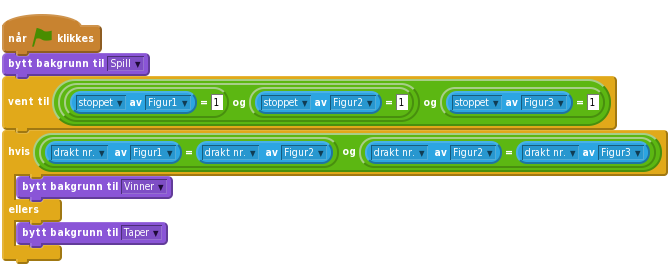 når klikkes
bytt bakgrunn til Spill
vent til stoppet av Figur1 = 1 og stoppet av Figur2 = 1 og stoppet av Figur3 = 1
hvis drakt nr. av Figur1 = drakt nr. av Figur2 og drakt nr. av Figur2 = drakt nr. av Figur3
bytt bakgrunn til Vinner
ellers
bytt bakgrunn til Taper